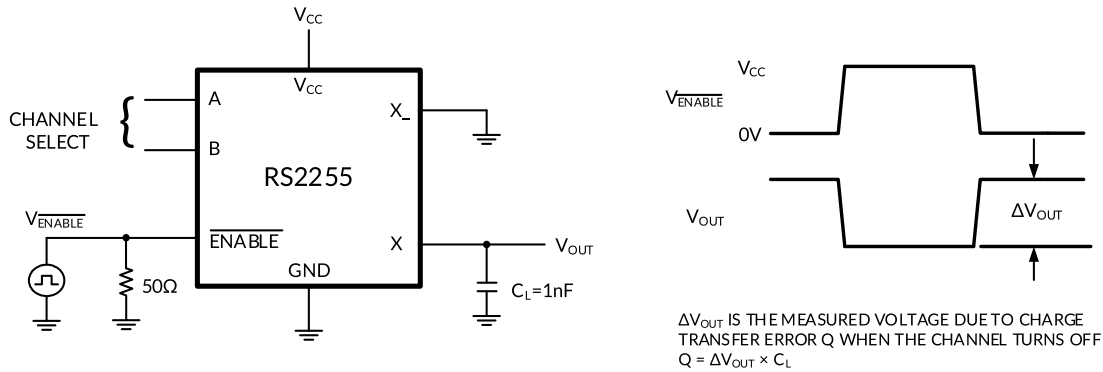 VCC
VCC
A
CHANNEL
SELECT
B
X_
RS2255
VENABLE
ENABLE
X
VOUT
50Ω
GND
CL=1nF
VCC
VENABLE
0V
VOUT
ΔVOUT
ΔVOUT IS THE MEASURED VOLTAGE DUE TO CHARGE
TRANSFER ERROR Q WHEN THE CHANNEL TURNS OFF
Q = ΔVOUT × CL